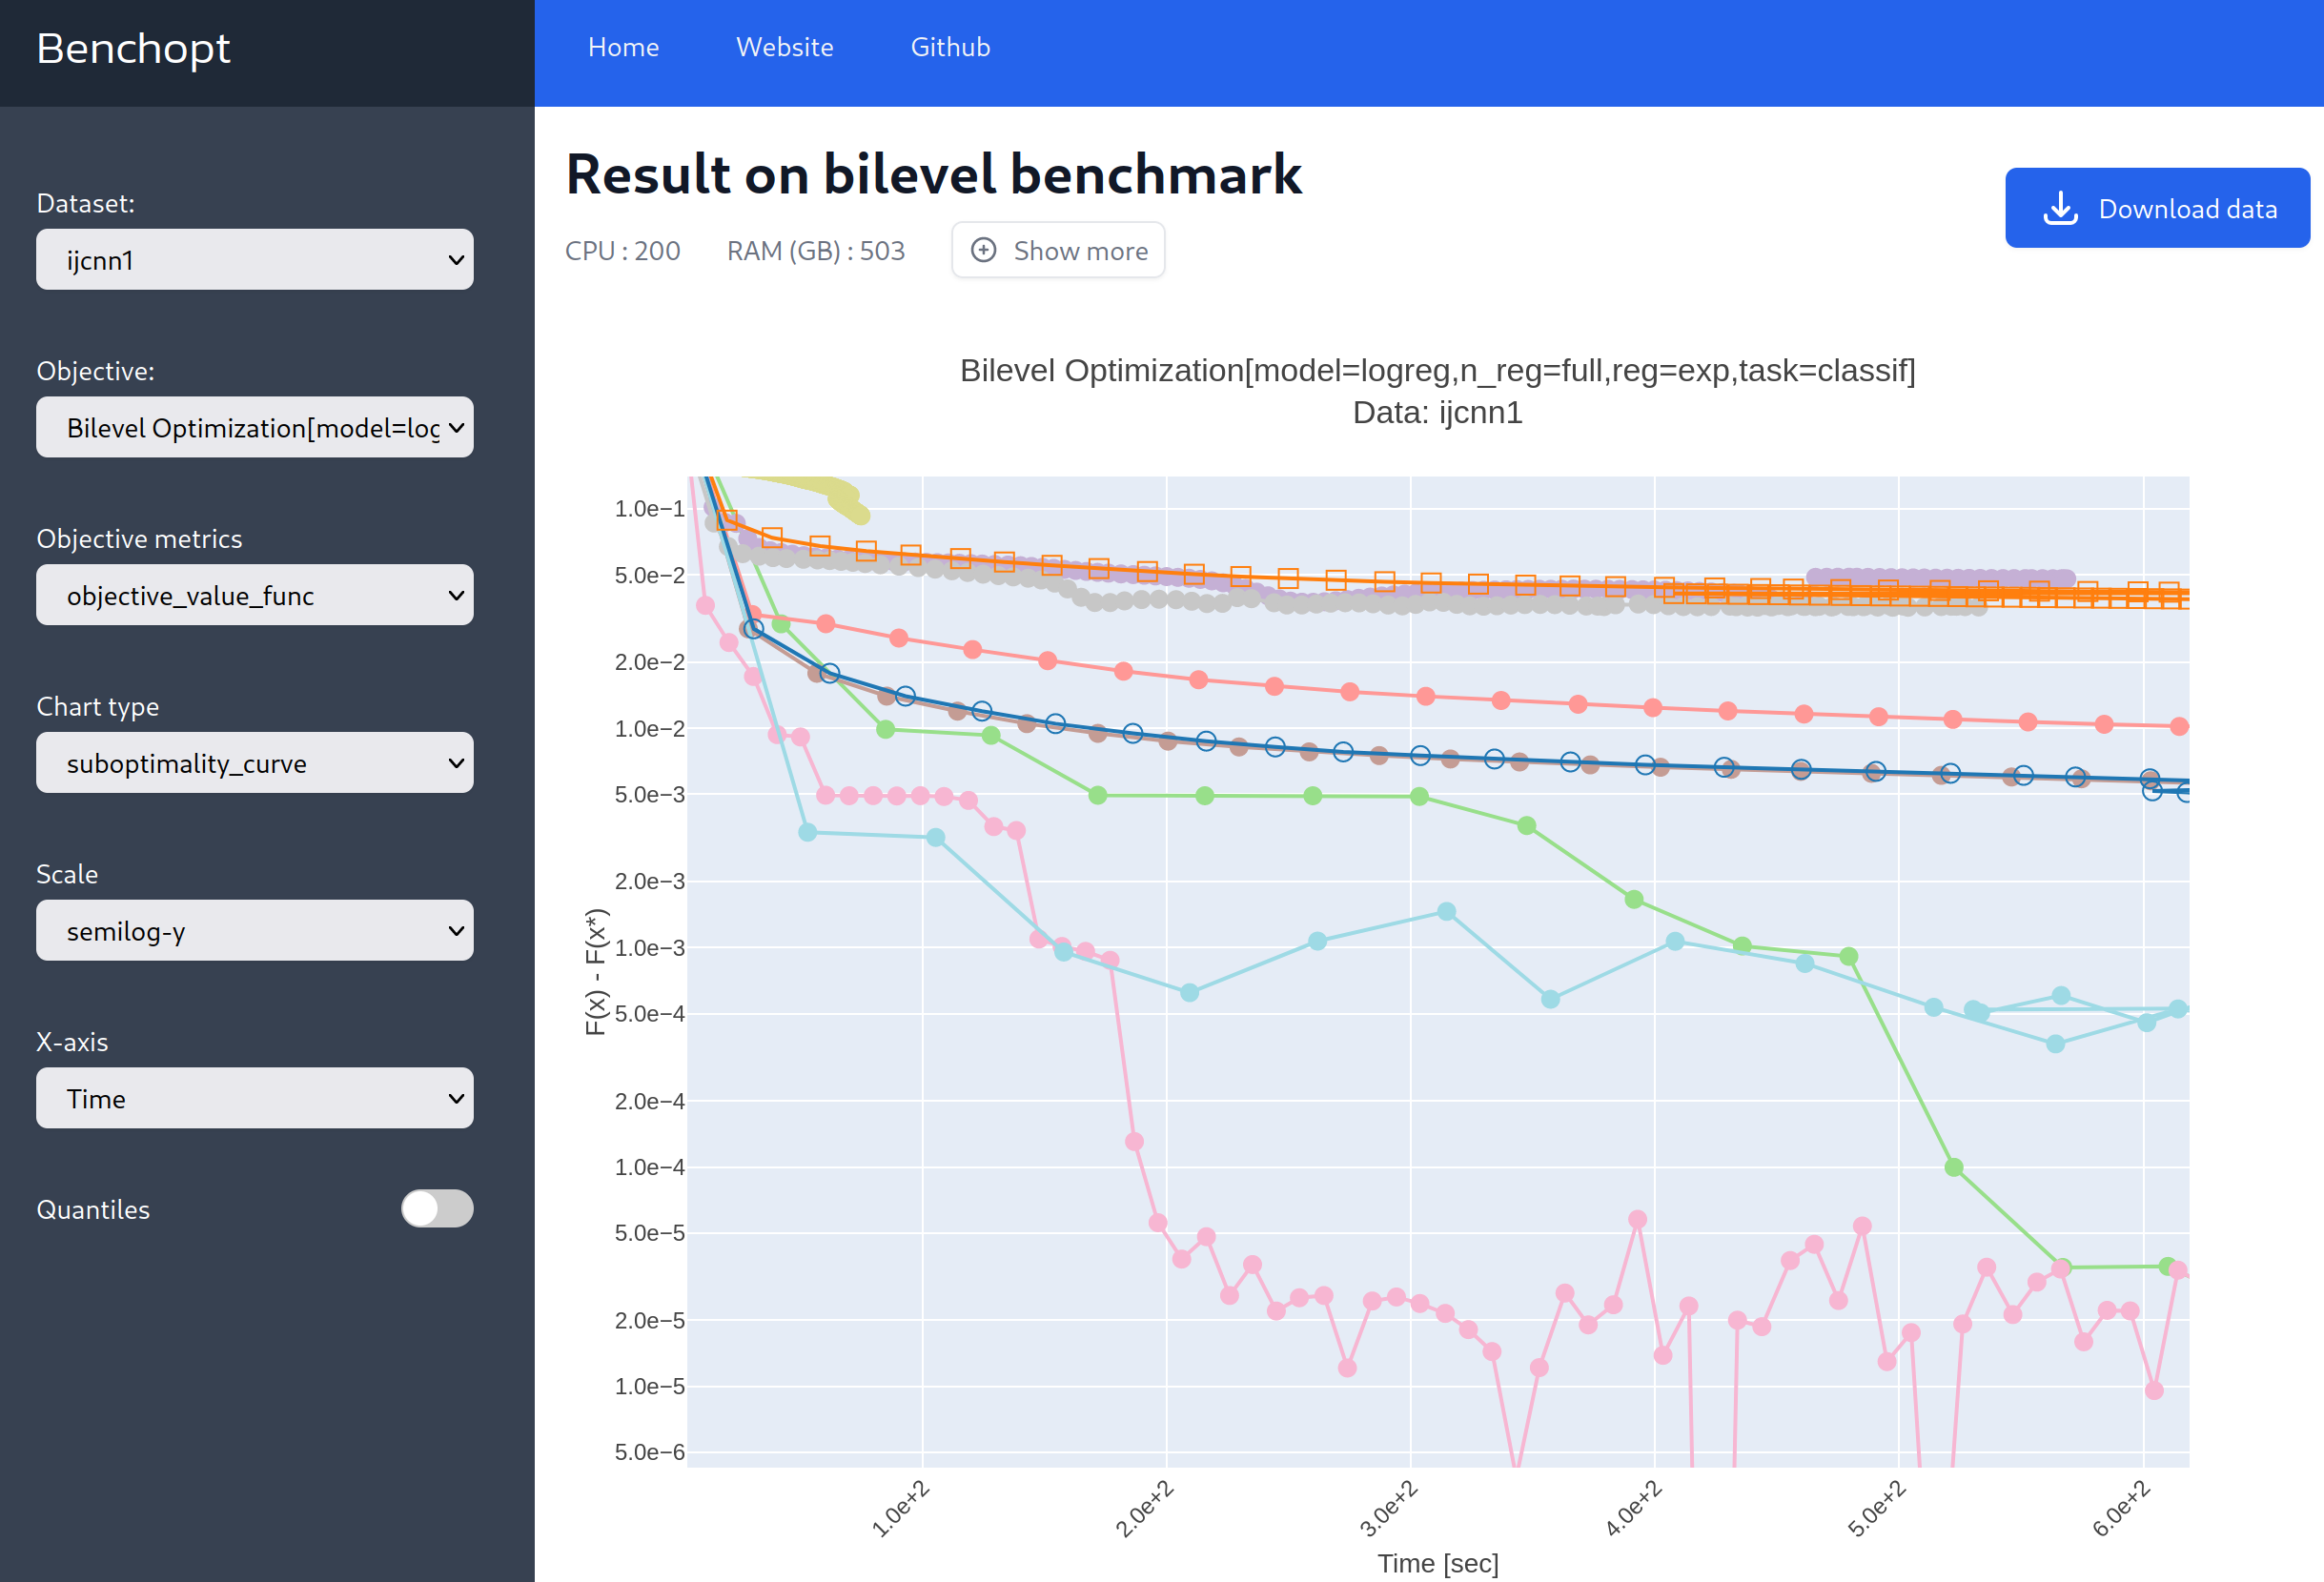 Benchopt
Home Website Github
Dataset:
ijcnn1
Objective:
Bilevel Optimization[model=log
Objective metrics
objective_value_func
Chart type
suboptimality_curve
Scale
semilog-y
X-axis
Time
Quantiles
Result on bilevel benchmark
CPU : 200 RAM (GB) : 503 Show more
Download data
Bilevel Optimization[model=logreg,n_reg=full,reg=exp,task=classif]
Data: ijcnn1
F(x) - F(x*)
1.0e−1
5.0e−2
2.0e−2
1.0e−2
5.0e−3
2.0e−3
1.0e−3
5.0e−4
2.0e−4
1.0e−4
5.0e−5
2.0e−5
1.0e−5
5.0e−6
1.0e+2 2.0e+2 3.0e+2 4.0e+2 5.0e+2 6.0e+2
Time [sec]